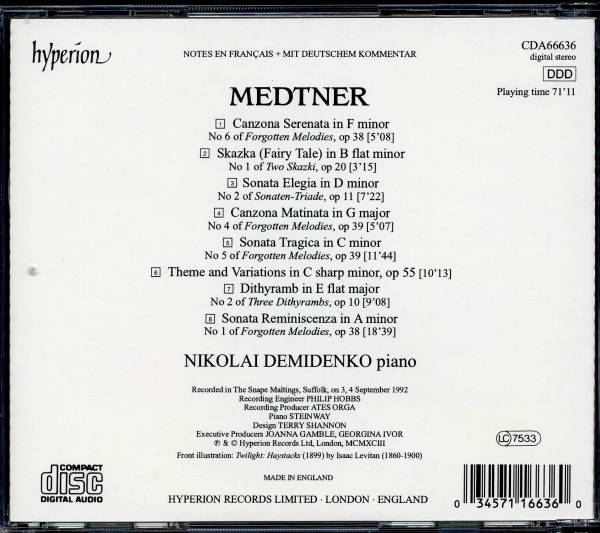 hyperion
NOTES EN FRANÇAIS + MIT DEUTSCHEM KOMMENTAR
CDA66636
digital stereo
DDD
Playing time 71'11
MEDTNER
1 Canzona Serenata in F minor
No 6 of Forgotten Melodies, op 38 [5'08]
2 Skazka (Fairy Tale) in B flat minor
No 1 of Two Skazki, op 20 [3'15]
3 Sonata Elegia in D minor
No 2 of Sonaten-Triade, op 11 [7'22]
4 Canzona Matinata in G major
No 4 of Forgotten Melodies, op 39 [5'07]
5 Sonata Tragica in C minor
No 5 of Forgotten Melodies, op 39 [11'44]
6 Theme and Variations in C sharp minor, op 55 [10'13]
7 Dithyramb in E flat major
No 2 of Three Dithyrambs, op 10 [9'08]
8 Sonata Reminiscenza in A minor
No 1 of Forgotten Melodies, op 38 [18'39]
NIKOLAI DEMIDENKO piano
Recorded in The Snape Maltings, Suffolk, on 3, 4 September 1992
Recording Engineer PHILIP HOBBS
Recording Producer ATES ORGA
Piano STEINWAY
Design TERRY SHANNON
Executive Producers JOANNA GAMBLE, GEORGINA IVOR
℗ & © Hyperion Records Ltd, London, MCMXCIII
Front illustration: Twilight: Haystacks (1899) by Isaac Levitan (1860-1900)
LC 7533
COMPACT
disc
DIGITAL AUDIO
MADE IN ENGLAND
HYPERION RECORDS LIMITED · LONDON · ENGLAND
0 34571 16636 0